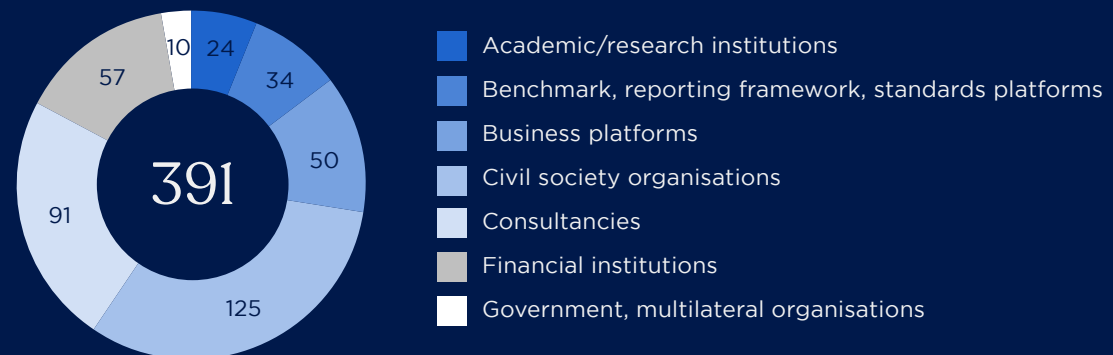 10
24
34
57
50
391
91
125
Academic/research institutions
Benchmark, reporting framework, standards platforms
Business platforms
Civil society organisations
Consultancies
Financial institutions
Government, multilateral organisations